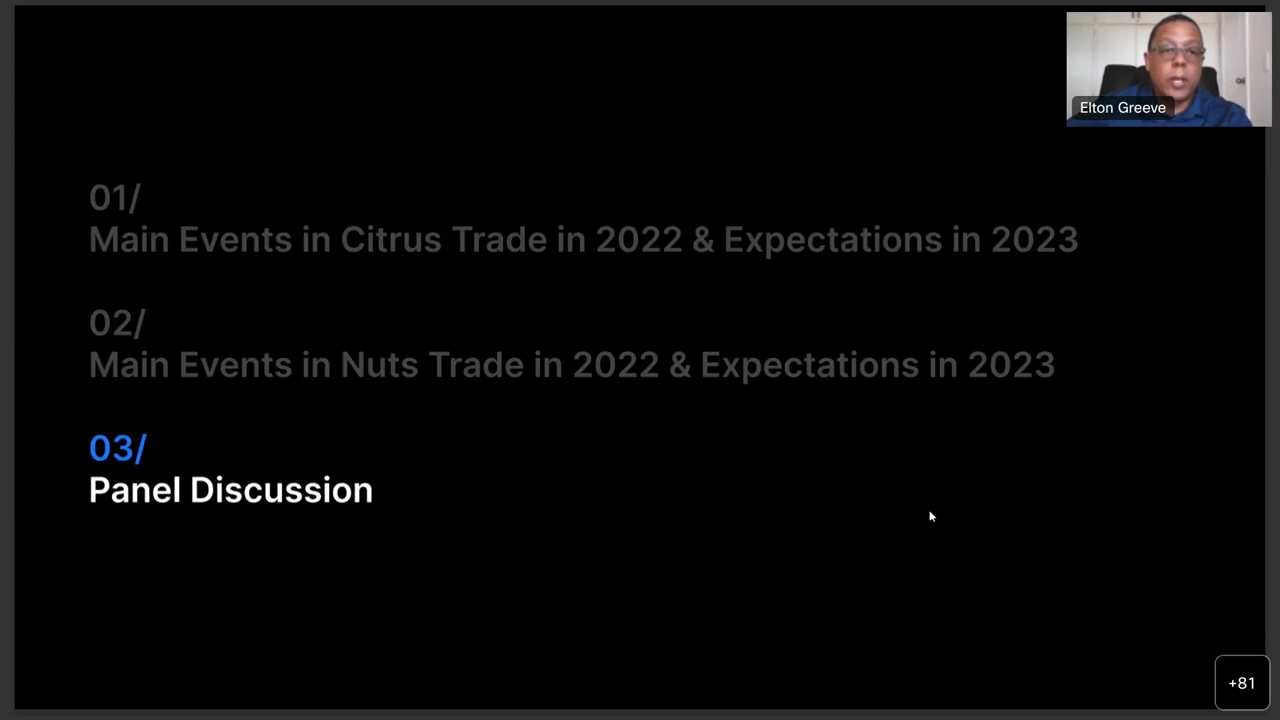 Elton Greeve
01/
Main Events in Citrus Trade in 2022 & Expectations in 2023
02/
Main Events in Nuts Trade in 2022 & Expectations in 2023
03/
Panel Discussion
+81